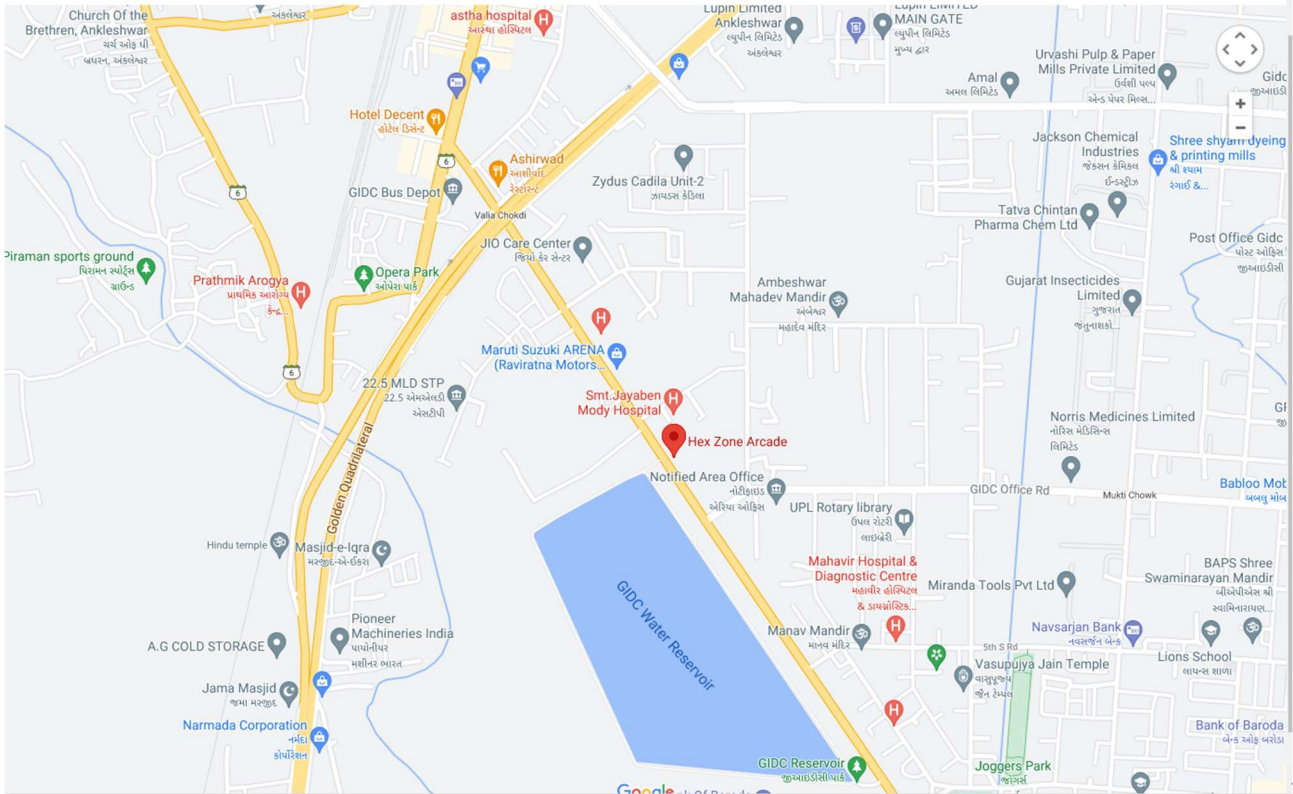 Church Of the
Brethren, Ankleshwar
ચર્ચ ઓફ ધી
બ્રધરન, અંકલેશ્વર
અંકલેશ્વર
astha hospital
આસ્થા હોસ્પિટલ
Lupin Limited
Ankleshwar
લ્યુપીન લિમિટેડ
અંકલેશ્વર
Lupin LIMITED
MAIN GATE
લ્યુપીન લિમિટેડ
મુખ્ય દ્વાર
Urvashi Pulp & Paper
Mills Private Limited
ઉર્વશી પલ્પ
એન્ડ પેપર મિલ્સ...
Amal
અમલ લિમિટેડ
Gidc
જીઆઇડી
+
−
Hotel Decent
હોટેલ ડિસેન્ટ
6
Ashirwad
આશીર્વાદ
રેસ્ટોરન્ટ
GIDC Bus Depot
Valia Chokdi
Zydus Cadila Unit-2
ઝાયડસ કેડિલા
Jackson Chemical
Industries
જેકસન કેમિકલ
ઈન્ડસ્ટ્રીઝ
Shree shyam dyeing
& printing mills
શ્રી શ્યામ
રંગાઈ &...
6
Tatva Chintan
Pharma Chem Ltd
Post Office Gidc
પોસ્ટ ઓફિસ
જીઆઇડીસી
JIO Care Center
જિયો કેર સેન્ટર
Piraman sports ground
પિરામન સ્પોર્ટ્સ
ગ્રાઉન્ડ
Opera Park
ઓપેરા પાર્ક
Prathmik Arogya
પ્રાથમિક આરોગ્ય
કેન્દ્ર...
Ambeshwar
Mahadev Mandir
અંબેશ્વર
મહાદેવ મંદિર
Gujarat Insecticides
Limited
ગુજરાત
જંતુનાશકો...
Maruti Suzuki ARENA
(Raviratna Motors...
6
22.5 MLD STP
22.5 એમએલડી
એસટીપી
Smt.Jayaben
Mody Hospital
Hex Zone Arcade
Norris Medicines Limited
નોરિસ મેડિસિન્સ
લિમિટેડ
Golden Quadrilateral
Notified Area Office
નોટીફાઇડ
એરિયા ઓફિસ
GIDC Office Rd
Mukti Chowk
Babloo Mot
બબલુ મોબ
UPL Rotary library
ઉપલ રોટરી
લાઇબ્રેરી
Hindu temple
Masjid-e-Iqra
મસ્જીદ-એ-ઈકરા
GIDC Water Reservoir
Mahavir Hospital &
Diagnostic Centre
મહાવીર હોસ્પિટલ
& ડાયગ્નોસ્ટિક...
Miranda Tools Pvt Ltd
BAPS Shree
Swaminarayan Mandir
બીએપીએસ શ્રી
સ્વામિનારાયણ...
Pioneer
Machineries India
પાયોનીયર
મશીનર ભારત
A.G COLD STORAGE
Manav Mandir
માનવ મંદિર
Navsarjan Bank
નવસર્જન બેન્ક
5th S Rd
Vasupujya Jain Temple
વાસુપૂજ્ય
જૈન ટેમ્પલ
Lions School
લાયન્સ શાળા
Jama Masjid
જમા મસ્જીદ
Narmada Corporation
નર્મદા
કોર્પોરેશન
Bank of Baroda
બેન્ક ઓફ બરોડા
GIDC Reservoir
જીઆઇડીસી પાર્ક
Joggers Park
જોગર્સ
Google
Bank Of Baroda